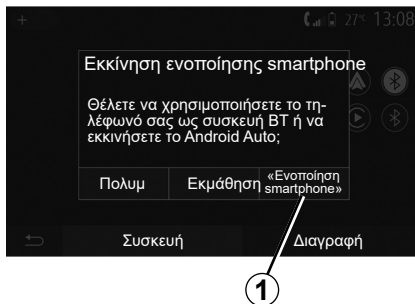 + 27°c 13:08
Εκκίνηση ενοποίησης smartphone
Θέλετε να χρησιμοποιήσετε το τη-
λέφωνό σας ως συσκευή BT ή να
εκκινήσετε το Android Auto;
Πολυμ Εκμάθηση «Ενοποίηση
smartphone»
Συσκευή Διαγραφή
1